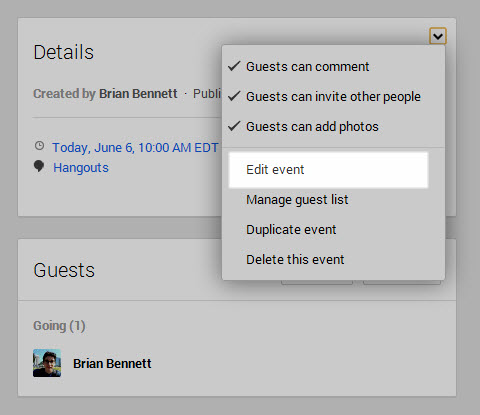 Details
Guests can comment
Created by Brian Bennett · Publi
Guests can invite other people
Guests can add photos
Today, June 6, 10:00 AM EDT
Hangouts
Edit event
Manage guest list
Duplicate event
Delete this event
Guests
Going (1)
Brian Bennett